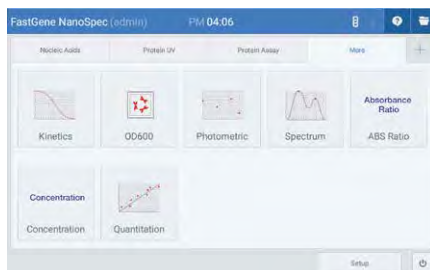 FastGene NanoSpec (admin) PM 04:06
Nucleic Acids Protein UV Protein Assay More
Absorbance
Ratio
Kinetics OD600 Photometric Spectrum ABS Ratio
Concentration
Concentration Quantitation
Setup